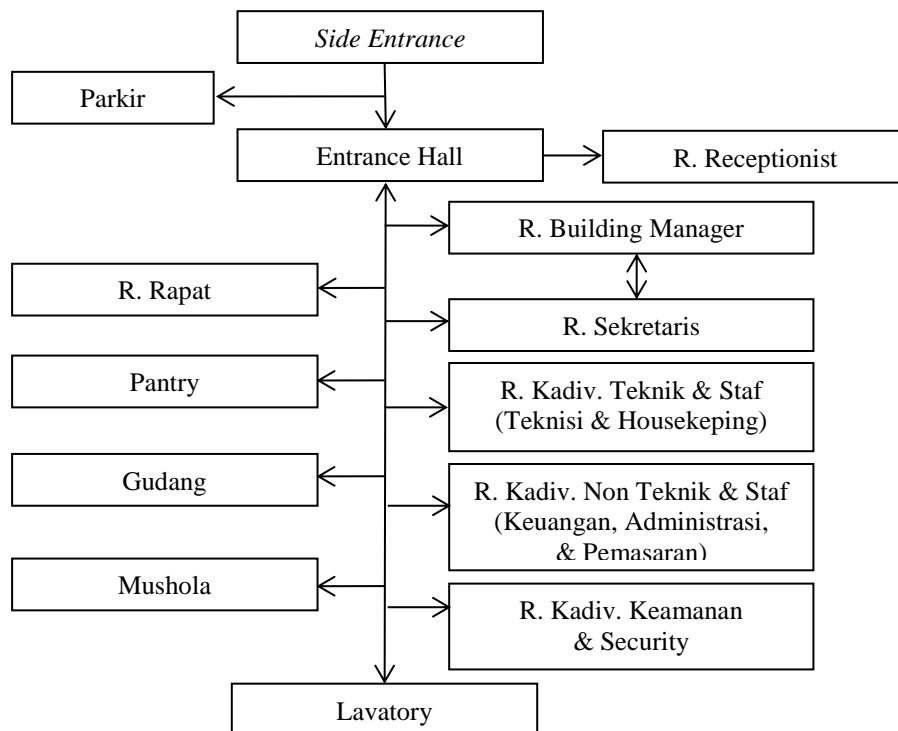 Side Entrance
Parkir
Entrance Hall
R. Receptionist
R. Building Manager
R. Rapat
R. Sekretaris
Pantry
R. Kadiv. Teknik & Staf
(Teknisi & Housekeping)
Gudang
R. Kadiv. Non Teknik & Staf
(Keuangan, Administrasi,
& Pemasaran)
Mushola
R. Kadiv. Keamanan
& Security
Lavatory